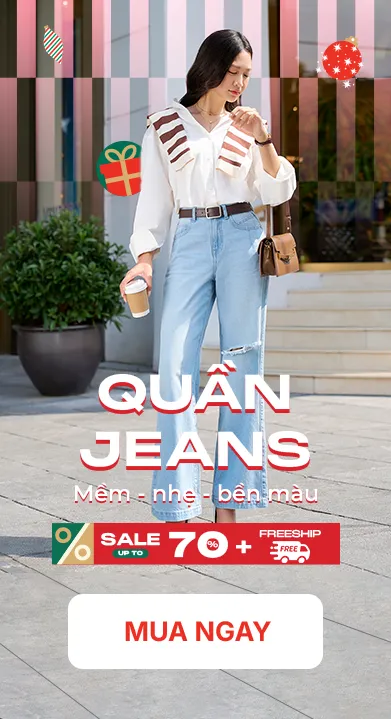 QUẦN
JEANS
Mềm - nhẹ - bền màu
% SALE UP TO 70% + FREESHIP FREE
MUA NGAY